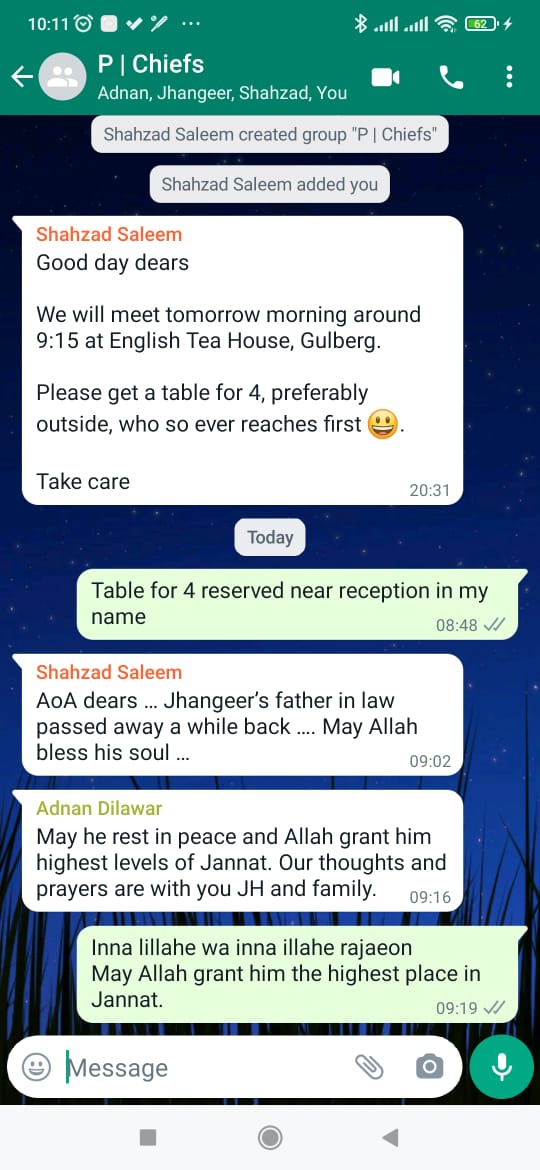 10:11
62
P | Chiefs
Adnan, Jhangeer, Shahzad, You
Shahzad Saleem created group "P | Chiefs"
Shahzad Saleem added you
Shahzad Saleem
Good day dears
We will meet tomorrow morning around
9:15 at English Tea House, Gulberg.
Please get a table for 4, preferably
outside, who so ever reaches first 😃.
Take care
20:31
Today
Table for 4 reserved near reception in my
name
08:48
Shahzad Saleem
AoA dears ... Jhangeer's father in law
passed away a while back .... May Allah
bless his soul ...
09:02
Adnan Dilawar
May he rest in peace and Allah grant him
highest levels of Jannat. Our thoughts and
prayers are with you JH and family.
09:16
Inna lillahe wa inna illahe rajaeon
May Allah grant him the highest place in
Jannat.
09:19
Message